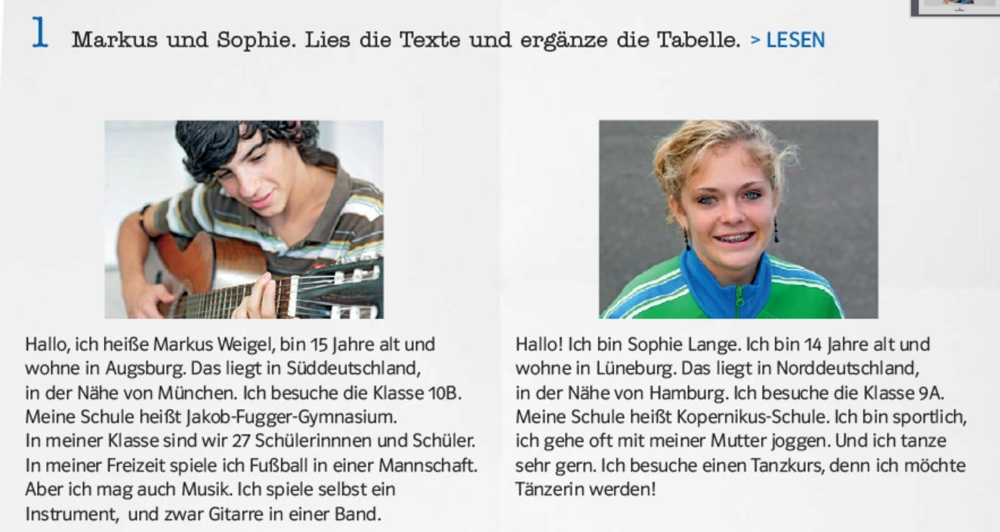 1 Markus und Sophie. Lies die Texte und ergänze die Tabelle. > LESEN
Hallo, ich heiße Markus Weigel, bin 15 Jahre alt und
wohne in Augsburg. Das liegt in Süddeutschland,
in der Nähe von München. Ich besuche die Klasse 10B.
Meine Schule heißt Jakob-Fugger-Gymnasium.
In meiner Klasse sind wir 27 Schülerinnnen und Schüler.
In meiner Freizeit spiele ich Fußball in einer Mannschaft.
Aber ich mag auch Musik. Ich spiele selbst ein
Instrument, und zwar Gitarre in einer Band.
Hallo! Ich bin Sophie Lange. Ich bin 14 Jahre alt und
wohne in Lüneburg. Das liegt in Norddeutschland,
in der Nähe von Hamburg. Ich besuche die Klasse 9A.
Meine Schule heißt Kopernikus-Schule. Ich bin sportlich,
ich gehe oft mit meiner Mutter joggen. Und ich tanze
sehr gern. Ich besuche einen Tanzkurs, denn ich möchte
Tänzerin werden!